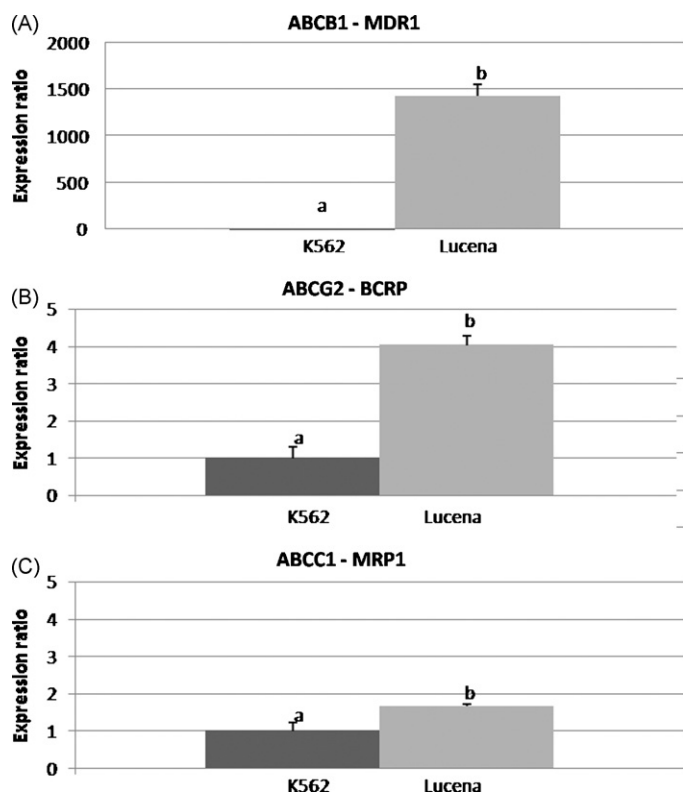 (A)
ABCB1 - MDR1
Expression ratio
2000
1500
1000
500
0
a
b
K562 Lucena
(B)
ABCG2 - BCRP
Expression ratio
5
4
3
2
1
0
a
b
K562 Lucena
(C)
ABCC1 - MRP1
Expression ratio
5
4
3
2
1
0
a
b
K562 Lucena